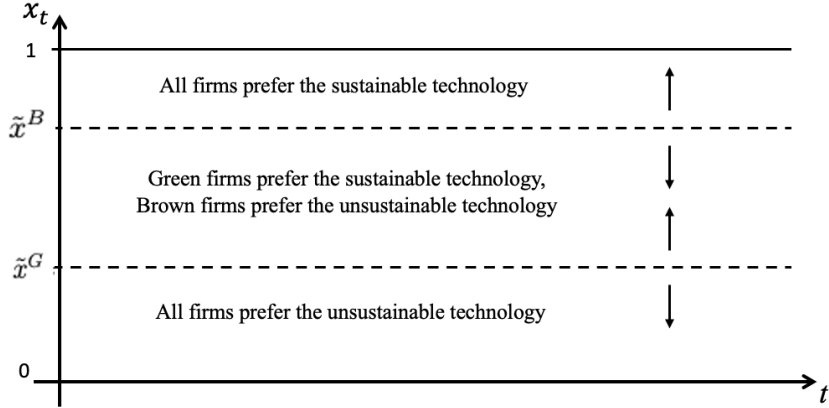 xₜ
1
All firms prefer the sustainable technology
x̃ᴮ
Green firms prefer the sustainable technology,
Brown firms prefer the unsustainable technology
x̃ᴳ
All firms prefer the unsustainable technology
0
t